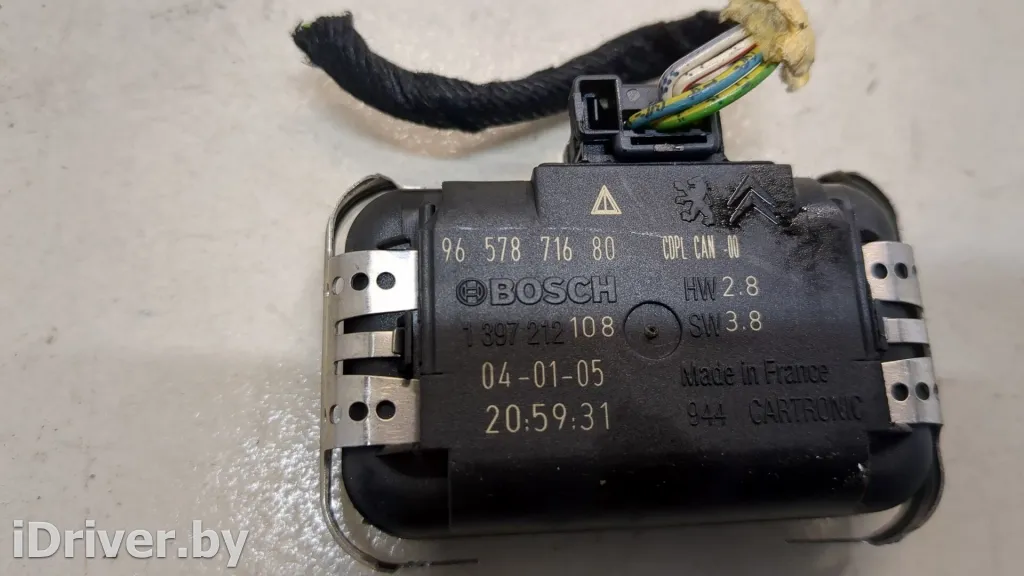 96 578 716 80 CDPL CAN -00
BOSCH HW 2.8
1 397 212 108 SW 3.8
04-01-05 Made in France
20:59:31 944 CARTRONIC
iDriver.by